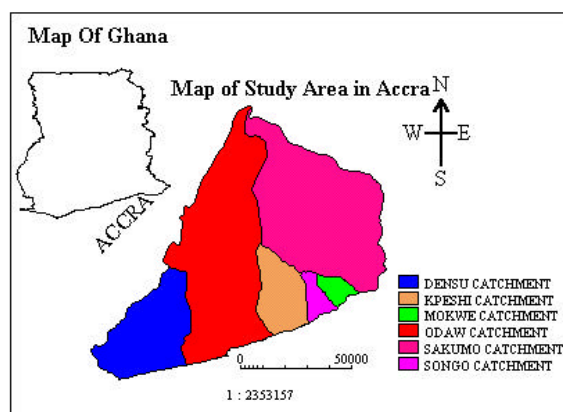 Map Of Ghana
Map of Study Area in Accra
N
W E
S
ACCRA
DENSU CATCHMENT
KPESHI CATCHMENT
MOKWE CATCHMENT
ODAW CATCHMENT
SAKUMO CATCHMENT
SONGO CATCHMENT
0 50000
1 : 2353157